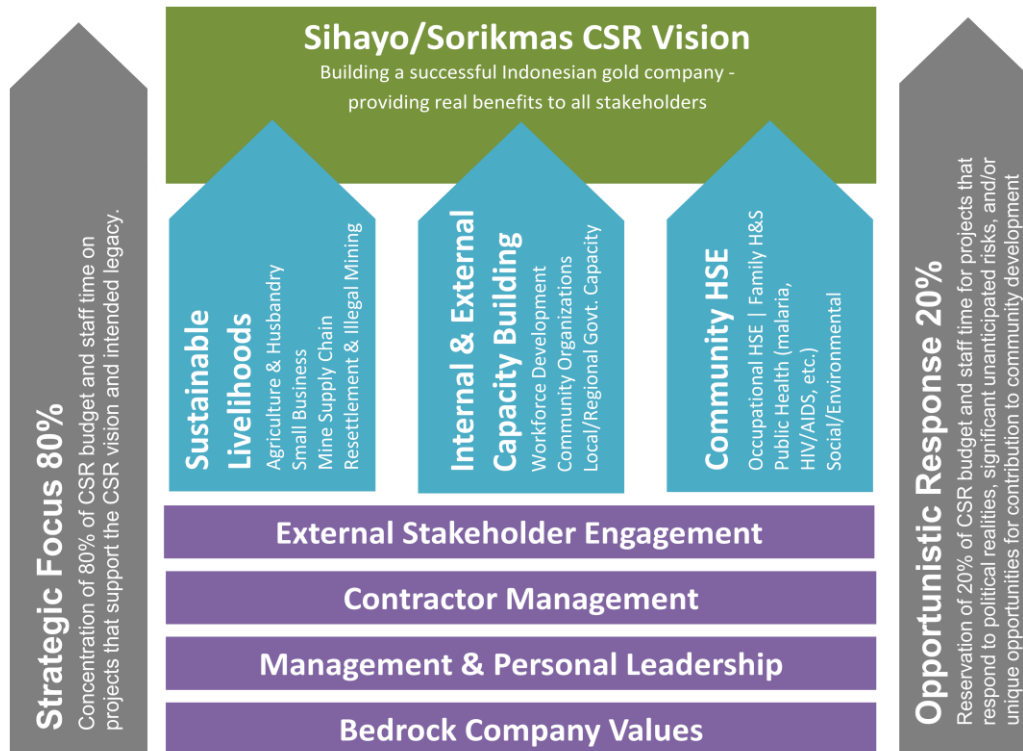 Sihayo/Sorikmas CSR Vision
Building a successful Indonesian gold company -
providing real benefits to all stakeholders
Strategic Focus 80%
Concentration of 80% of CSR budget and staff time on
projects that support the CSR vision and intended legacy.
Sustainable
Livelihoods
Agriculture & Husbandry
Small Business
Mine Supply Chain
Resettlement & Illegal Mining
Internal & External
Capacity Building
Workforce Development
Community Organizations
Local/Regional Govt. Capacity
Community HSE
Occupational HSE | Family H&S
Public Health (malaria,
HIV/AIDS, etc.)
Social/Environmental
Opportunistic Response 20%
Reservation of 20% of CSR budget and staff time for projects that
respond to political realities, significant unanticipated risks, and/or
unique opportunities for contribution to community development
External Stakeholder Engagement
Contractor Management
Management & Personal Leadership
Bedrock Company Values